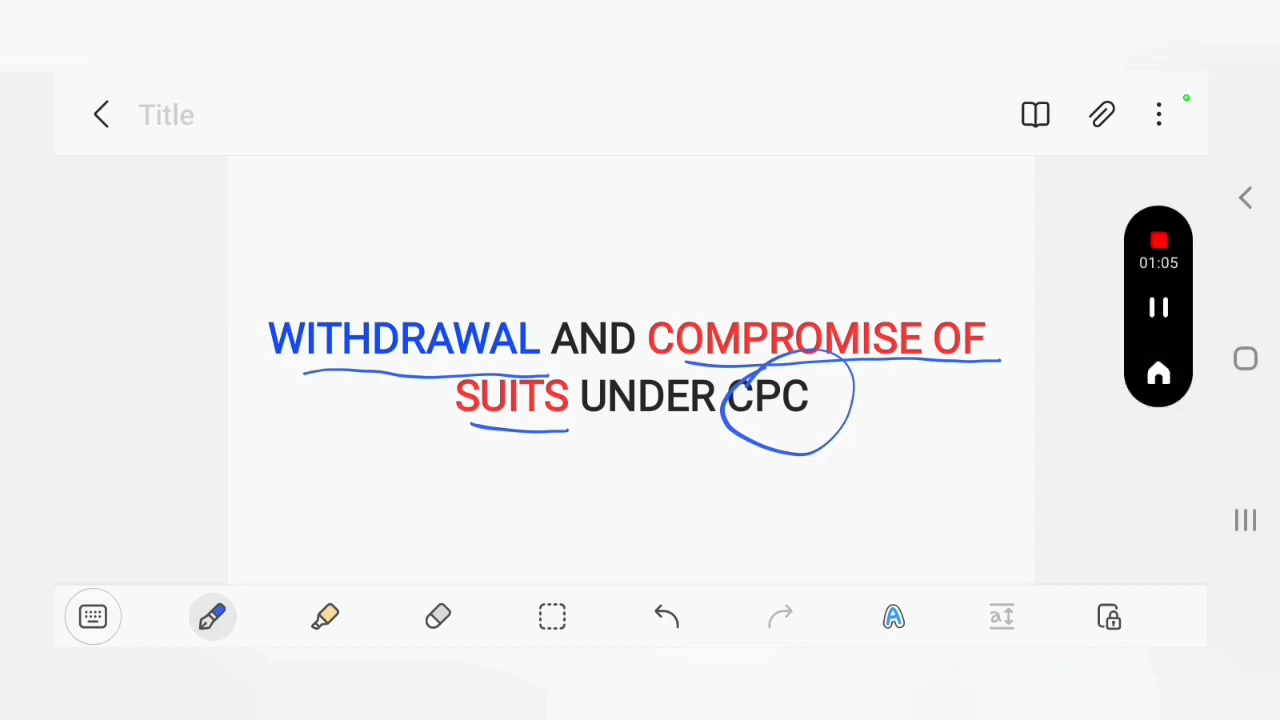 Title
01:05
WITHDRAWAL AND COMPROMISE OF
SUITS UNDER CPC